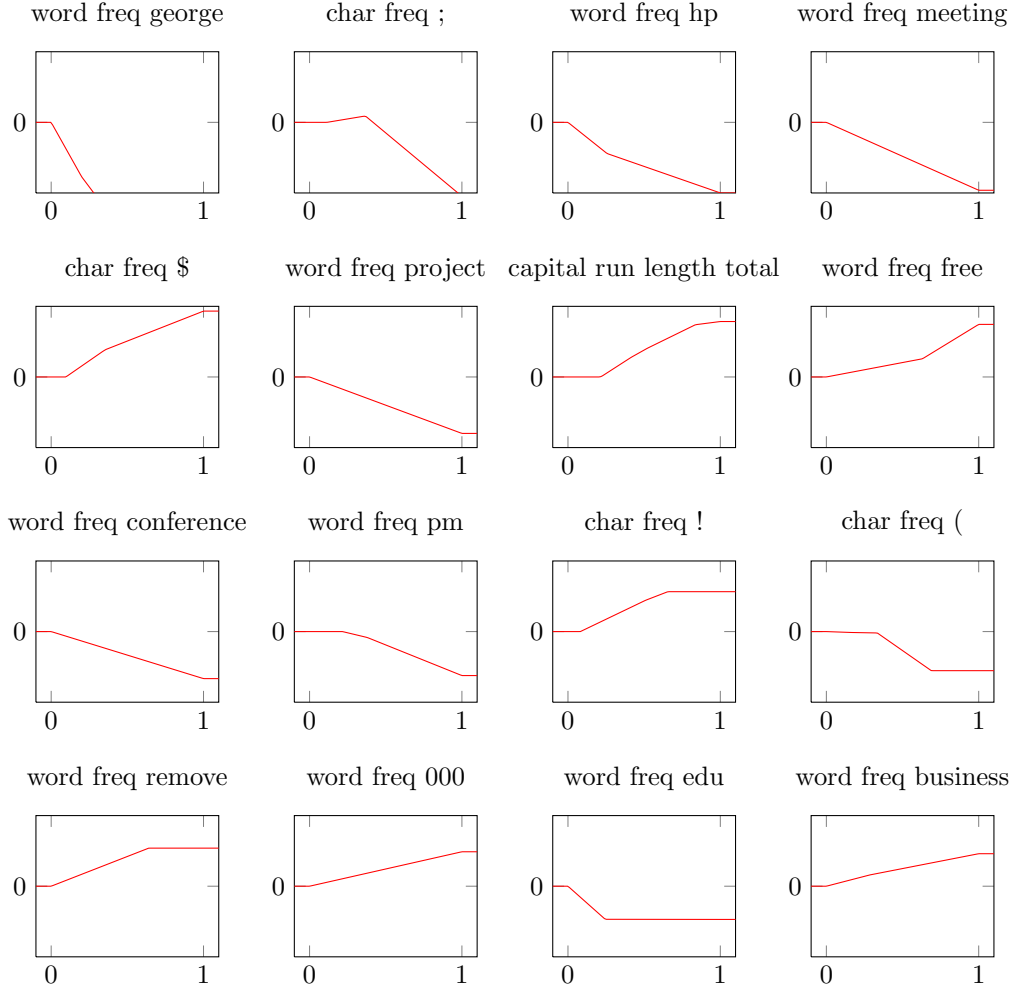 word freq george char freq ; word freq hp word freq meeting
0 0 0 0
0 1 0 1 0 1 0 1
char freq $ word freq project capital run length total word freq free
0 0 0 0
0 1 0 1 0 1 0 1
word freq conference word freq pm char freq ! char freq (
0 0 0 0
0 1 0 1 0 1 0 1
word freq remove word freq 000 word freq edu word freq business
0 0 0 0
0 1 0 1 0 1 0 1